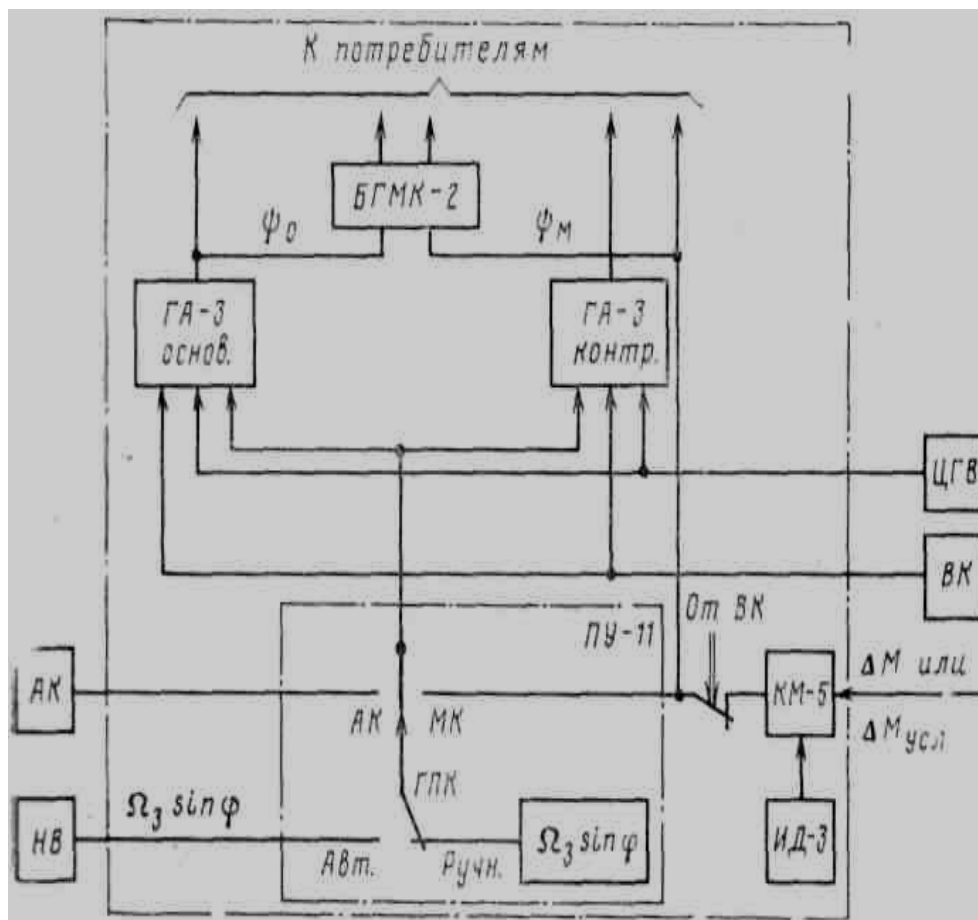 К потребителям
БГМК-2
ψ₀
ψм
ГА-3
основ.
ГА-3
контр.
ЦГВ
ВК
ПУ-11
От ВК
АК
АК
МК
КМ-5
ΔМ или
ΔМусл
ГПК
НВ
Ω₃ sin φ
Авт.
Ручн.
Ω₃ sin φ
ИД-3